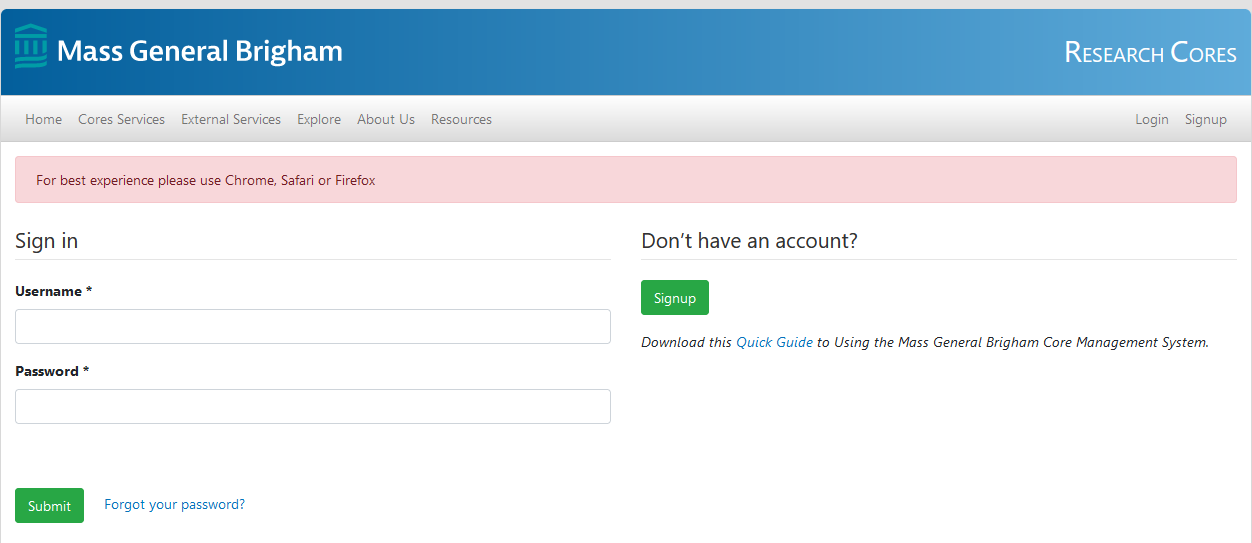 Mass General Brigham
Research Cores
Home Cores Services External Services Explore About Us Resources Login Signup
For best experience please use Chrome, Safari or Firefox
Sign in
Username *
Password *
Submit Forgot your password?
Don’t have an account?
Signup
Download this Quick Guide to Using the Mass General Brigham Core Management System.